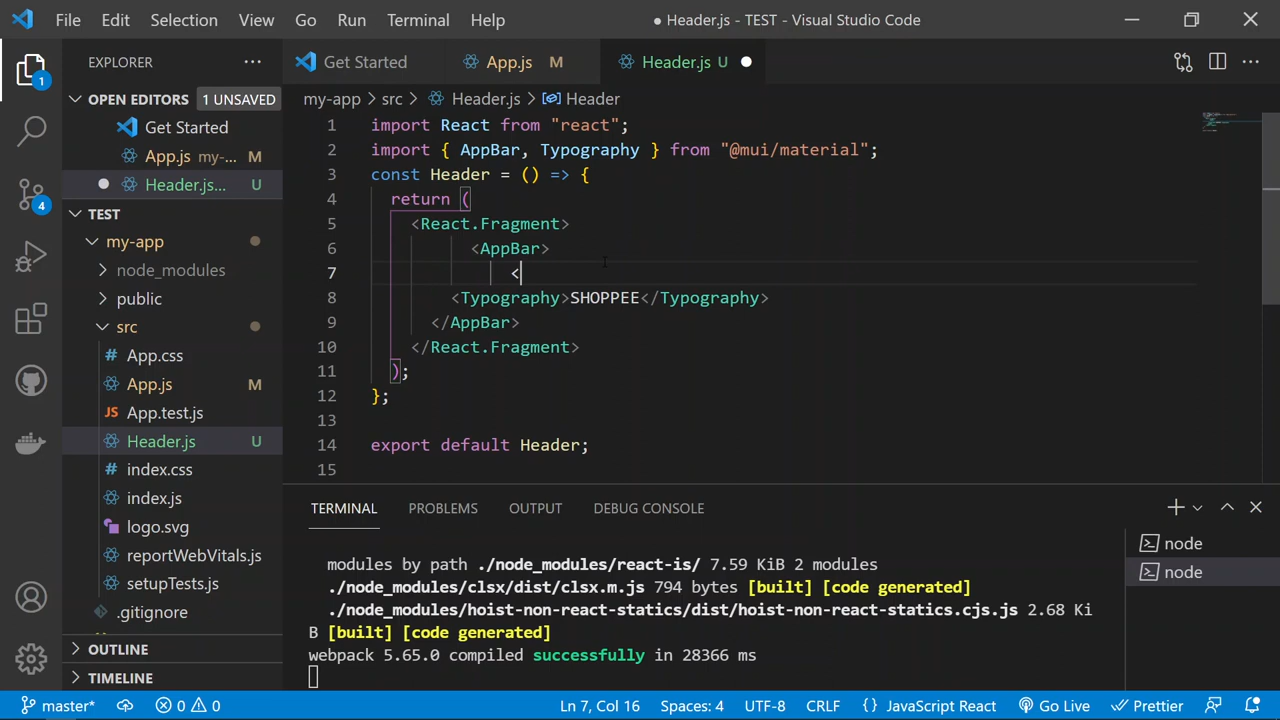 File Edit Selection View Go Run Terminal Help ● Header.js - TEST - Visual Studio Code
EXPLORER
OPEN EDITORS 1 UNSAVED
Get Started
App.js my-... M
Header.js... U
TEST
my-app
node_modules
public
src
App.css
App.js M
App.test.js
Header.js U
index.css
index.js
logo.svg
reportWebVitals.js
setupTests.js
.gitignore
OUTLINE
TIMELINE
1
4
Get Started App.js M Header.js U
my-app > src > Header.js > Header
1 import React from "react";
2 import { AppBar, Typography } from "@mui/material";
3 const Header = () => {
4 return (
5 <React.Fragment>
6 <AppBar>
7 <
8 <Typography>SHOPPEE</Typography>
9 </AppBar>
10 </React.Fragment>
11 );
12 };
13
14 export default Header;
15
TERMINAL PROBLEMS OUTPUT DEBUG CONSOLE
modules by path ./node_modules/react-is/ 7.59 KiB 2 modules
./node_modules/clsx/dist/clsx.m.js 794 bytes [built] [code generated]
./node_modules/hoist-non-react-statics/dist/hoist-non-react-statics.cjs.js 2.68 Ki
B [built] [code generated]
webpack 5.65.0 compiled successfully in 28366 ms
node
node
master* 0 0 Ln 7, Col 16 Spaces: 4 UTF-8 CRLF {} JavaScript React Go Live Prettier